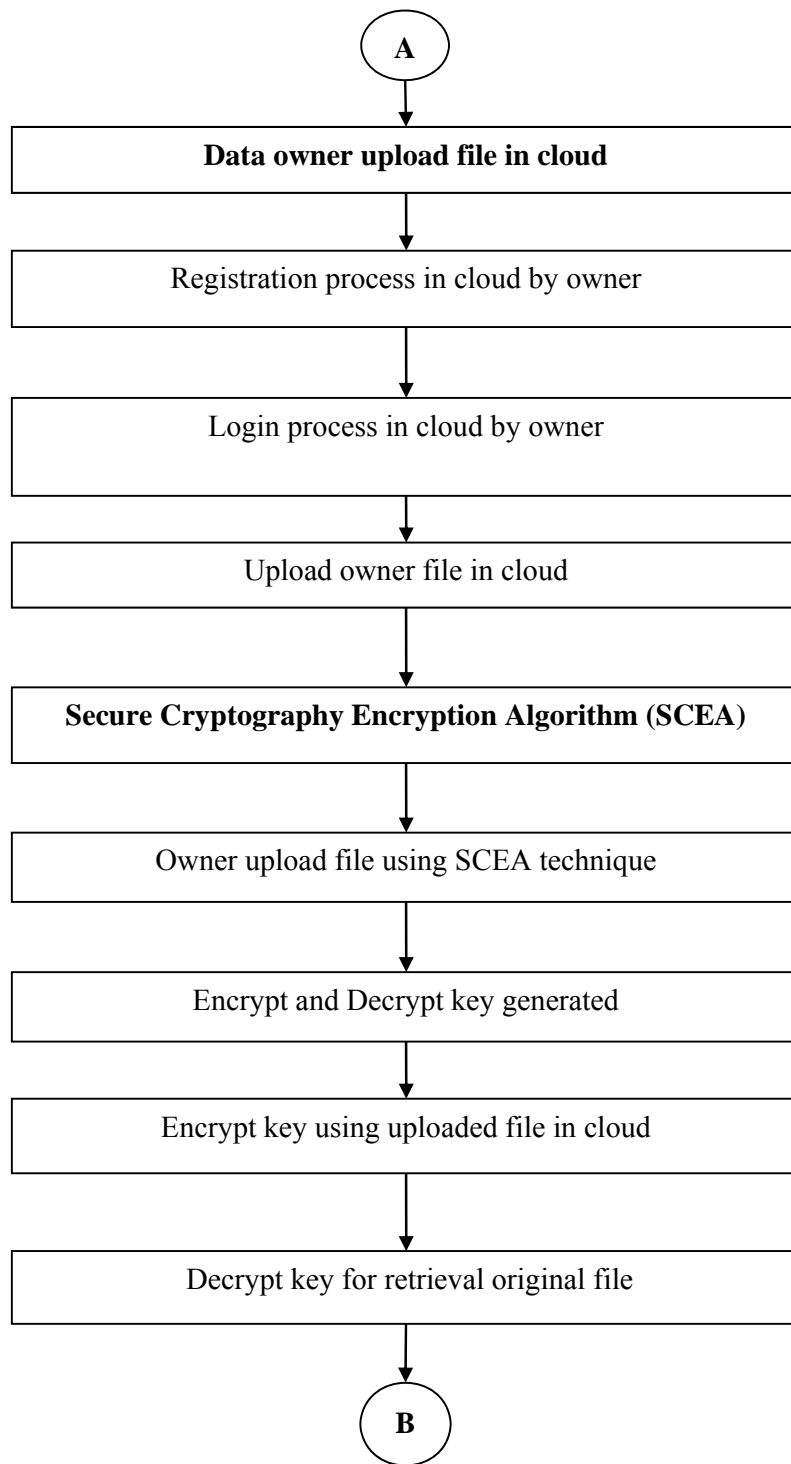 A
Data owner upload file in cloud
Registration process in cloud by owner
Login process in cloud by owner
Upload owner file in cloud
Secure Cryptography Encryption Algorithm (SCEA)
Owner upload file using SCEA technique
Encrypt and Decrypt key generated
Encrypt key using uploaded file in cloud
Decrypt key for retrieval original file
B